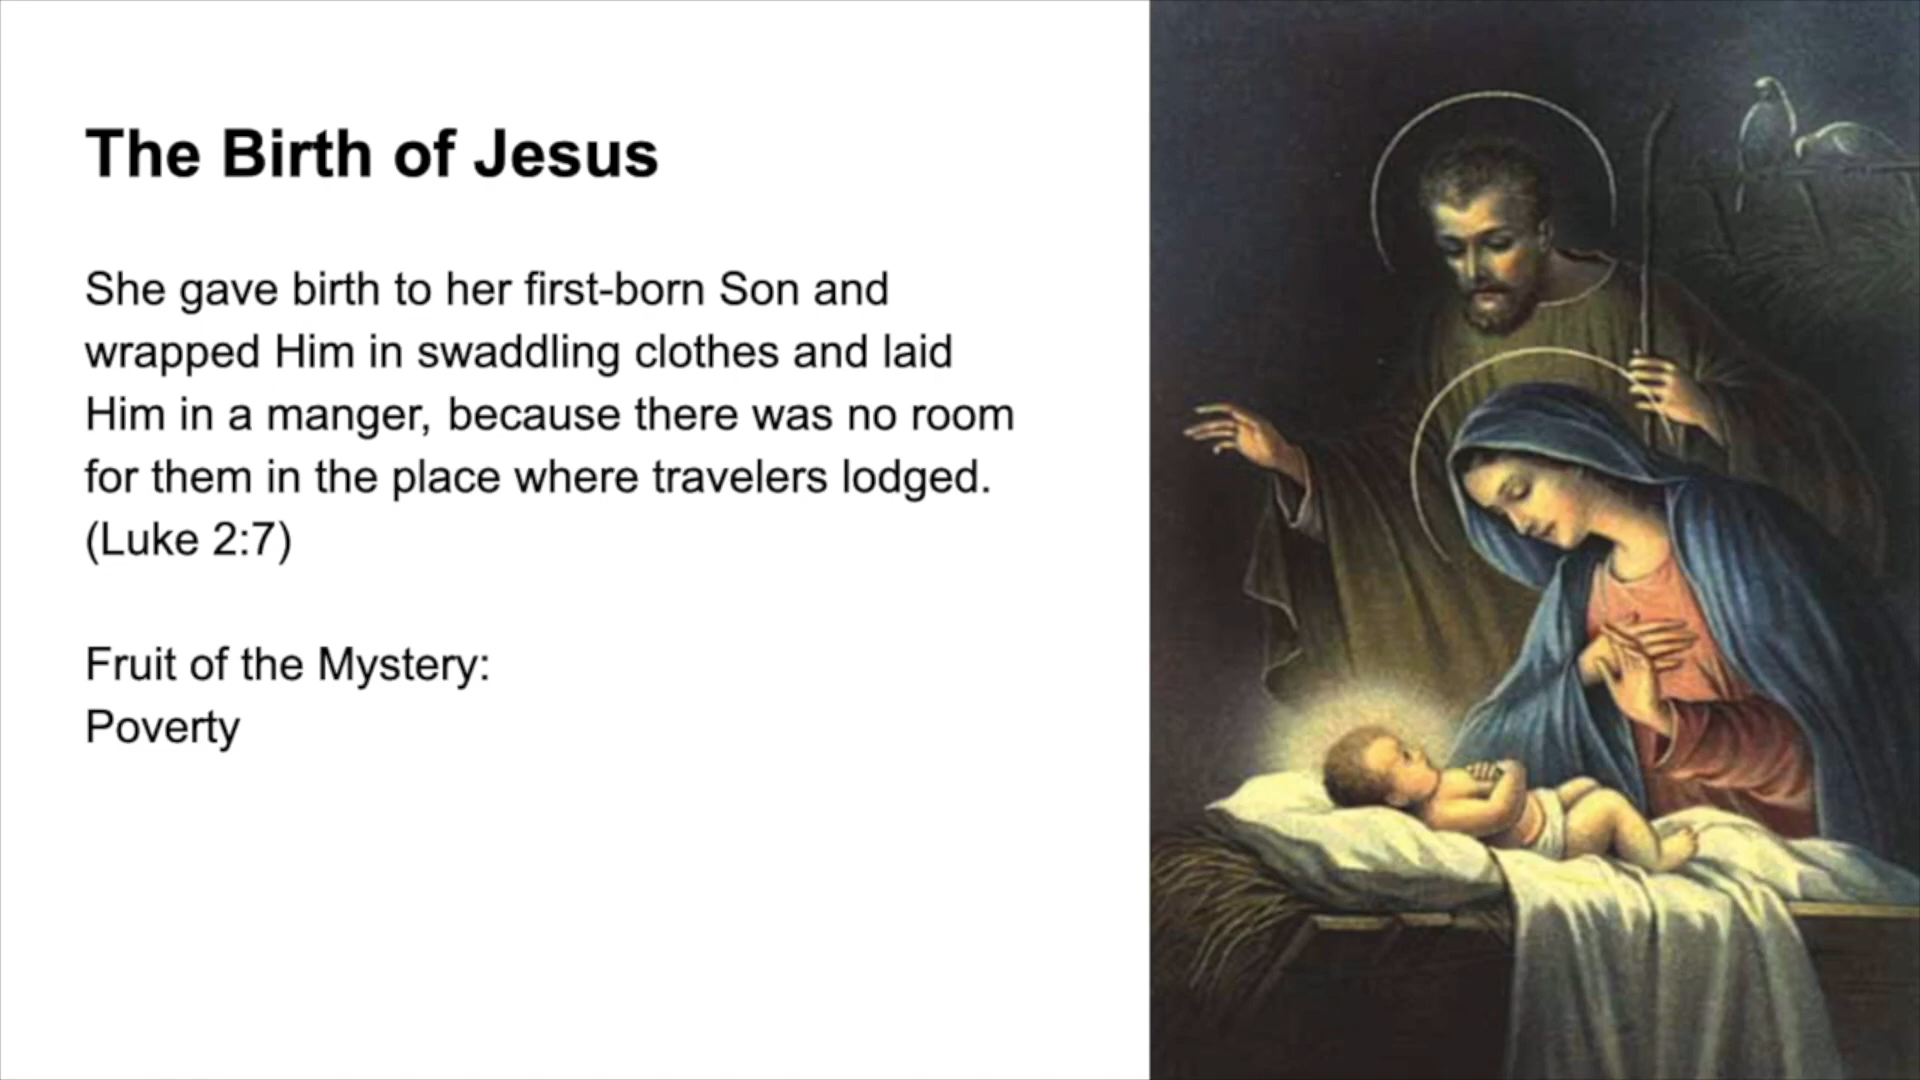 The Birth of Jesus
She gave birth to her first-born Son and
wrapped Him in swaddling clothes and laid
Him in a manger, because there was no room
for them in the place where travelers lodged.
(Luke 2:7)
Fruit of the Mystery:
Poverty